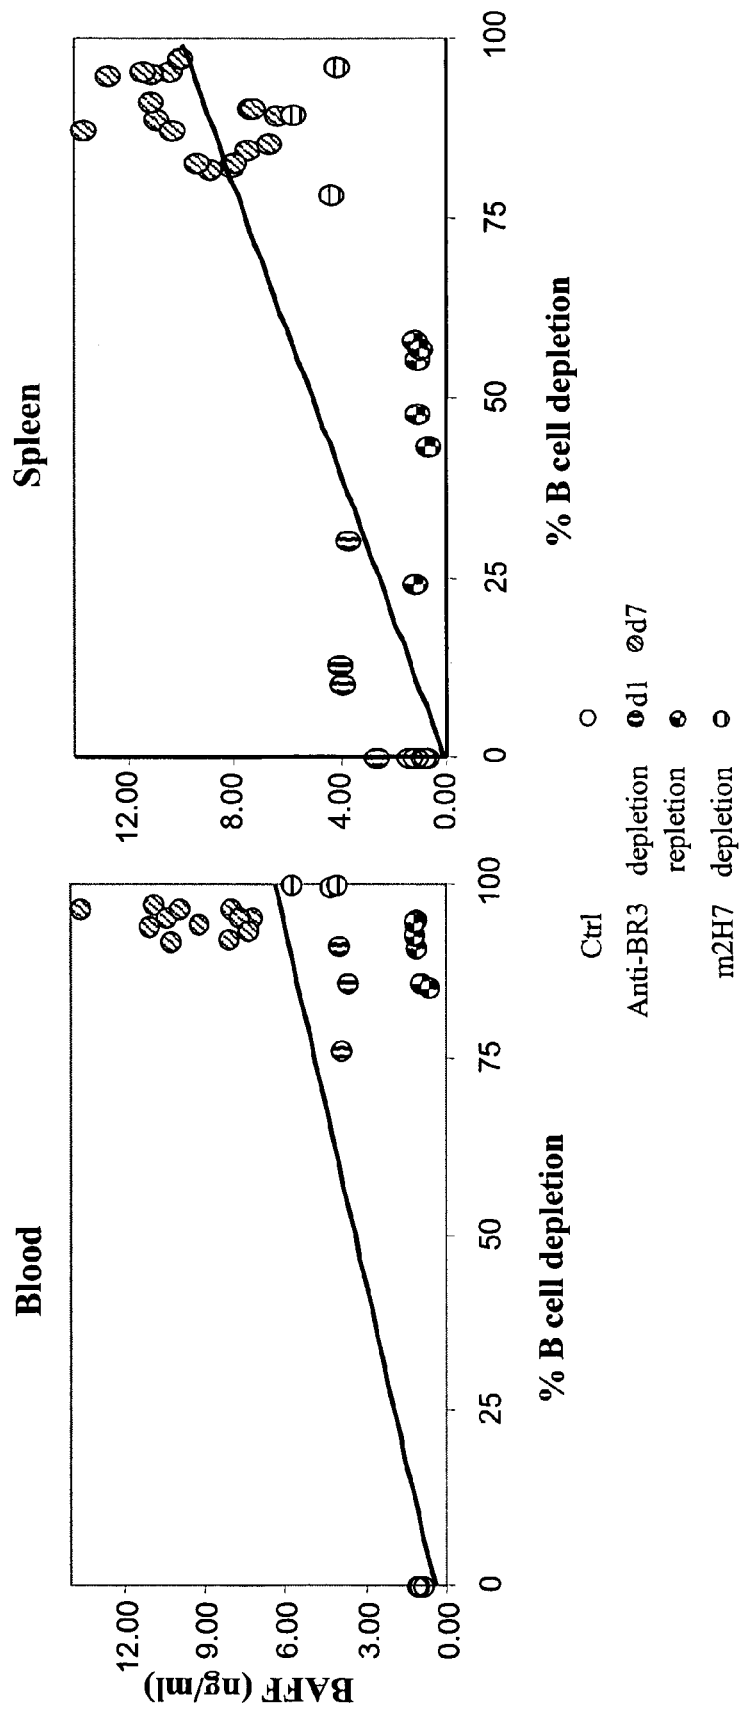 Blood
BAFF (ng/ml)
12.00
9.00
6.00
3.00
0.00
0
25
50
75
100
% B cell depletion
Spleen
12.00
8.00
4.00
0.00
0
25
50
75
100
% B cell depletion
Ctrl
Anti-BR3 depletion d1 d7
repletion
m2H7 depletion